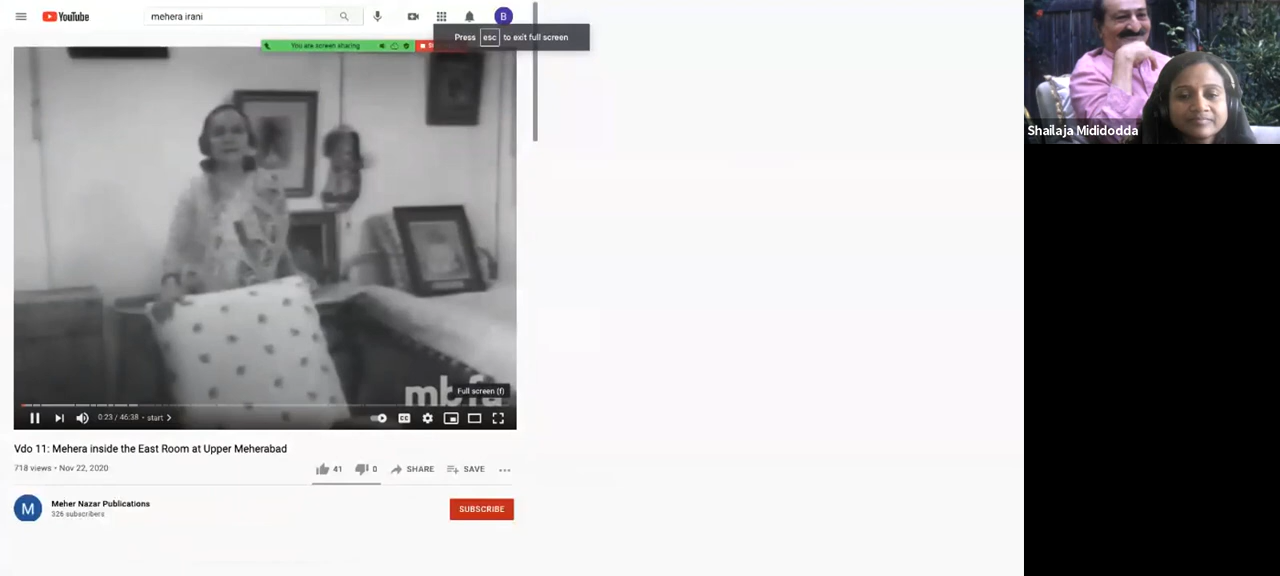 YouTube
mehera irani
B
Press esc to exit full screen
You are screen sharing
Shailaja Mididodda
mbfa
Full screen (f)
0:23 / 46:38 • start
CC
Vdo 11: Mehera inside the East Room at Upper Meherabad
718 views • Nov 22, 2020
41
0
SHARE
SAVE
M
Meher Nazar Publications
326 subscribers
SUBSCRIBE